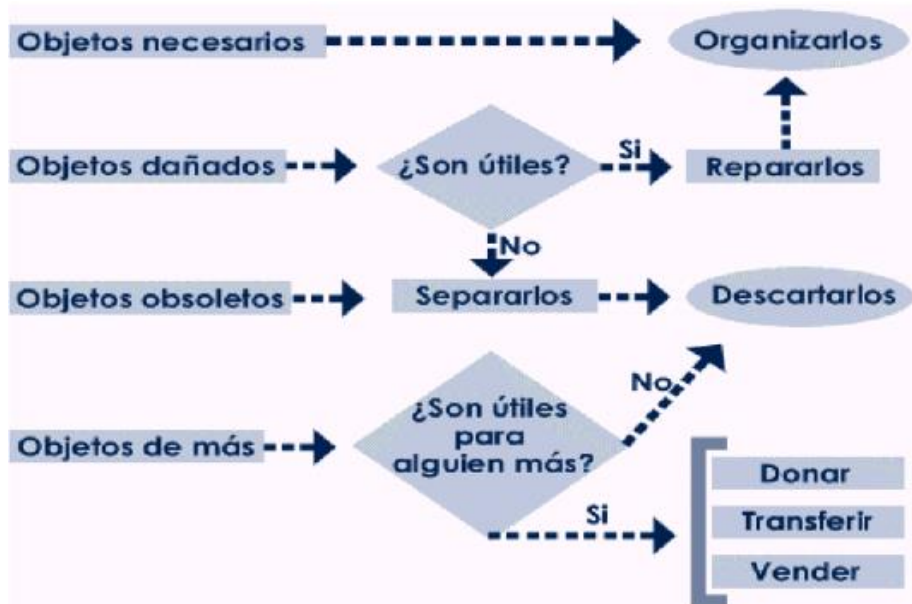 Objetos necesarios
Organizarlos
Objetos dañados
¿Son útiles?
Si
Repararlos
No
Objetos obsoletos
Separarlos
Descartarlos
Objetos de más
¿Son útiles
para
alguien más?
No
Si
Donar
Transferir
Vender